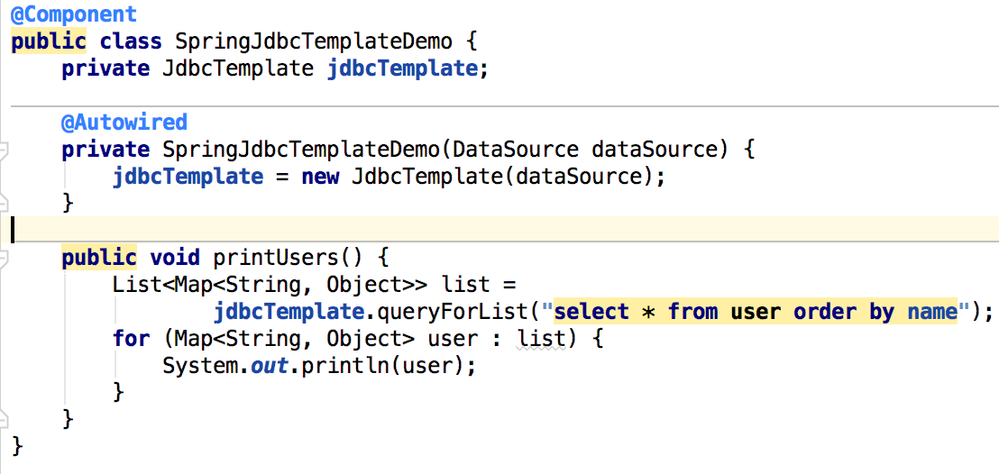 @Component
public class SpringJdbcTemplateDemo {
    private JdbcTemplate jdbcTemplate;
    @Autowired
    private SpringJdbcTemplateDemo(DataSource dataSource) {
        jdbcTemplate = new JdbcTemplate(dataSource);
    }
    public void printUsers() {
        List<Map<String, Object>> list =
                jdbcTemplate.queryForList("select * from user order by name");
        for (Map<String, Object> user : list) {
            System.out.println(user);
        }
    }
}